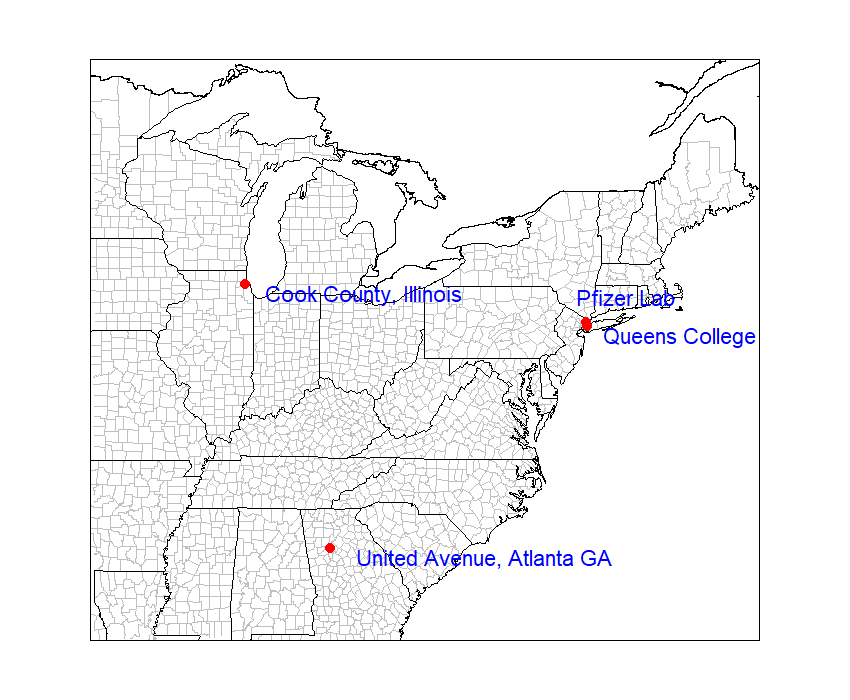 Cook County, Illinois
Pfizer Lab
Queens College
United Avenue, Atlanta GA